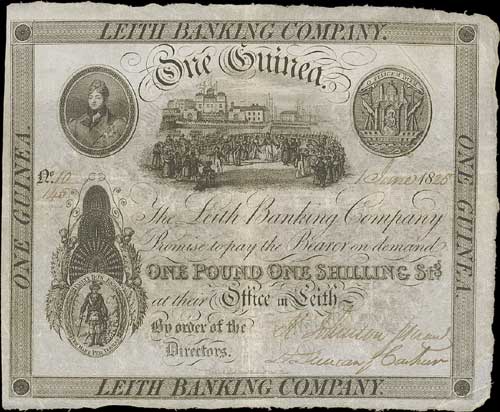 LEITH BANKING COMPANY.
One Guinea.
ONE GUINEA.
ONE GUINEA.
No. 10
145
1 June 1825
The Leith Banking Company
Promise to pay the Bearer on demand
ONE POUND ONE SHILLING Stg
at their Office in Leith
By order of the
Directors.
LEITH BANKING COMPANY.